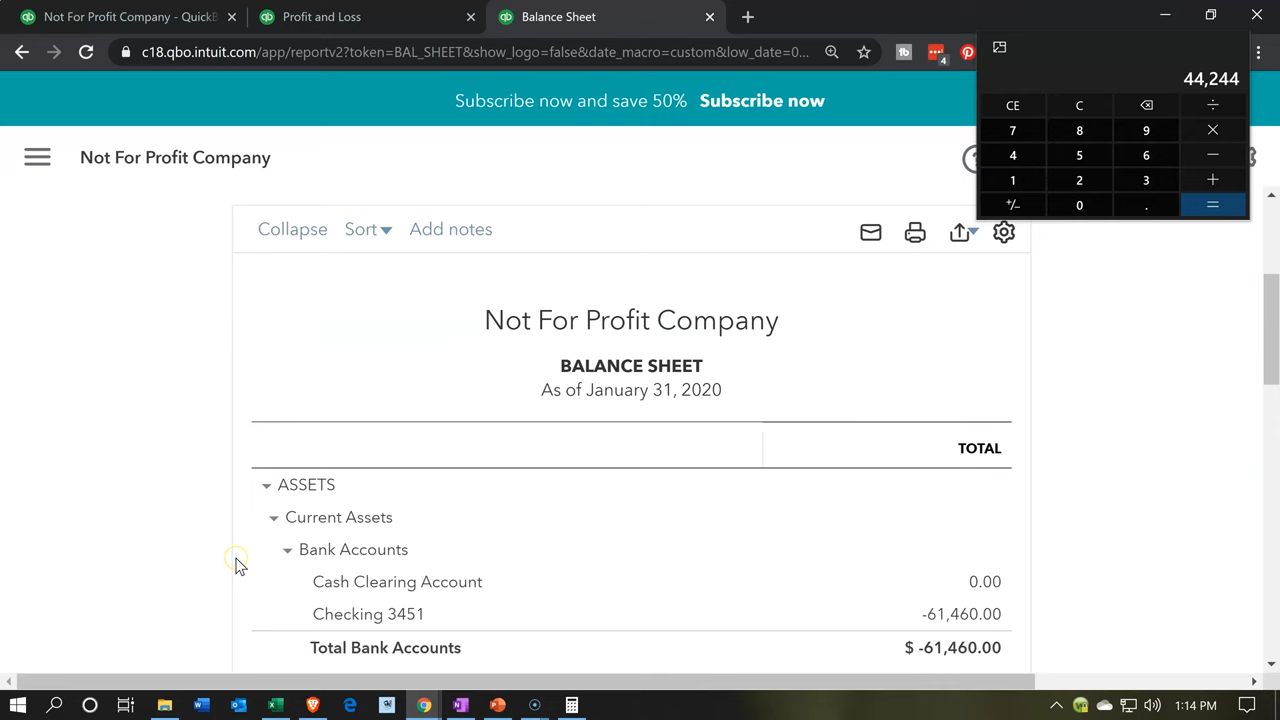 Not For Profit Company - QuickB
Profit and Loss
Balance Sheet
c18.qbo.intuit.com/app/reportv2?token=BAL_SHEET&show_logo=false&date_macro=custom&low_date=0...
4
44,244
CE C
7 8 9 ×
4 5 6 −
1 2 3 +
+/− 0 . =
÷
Subscribe now and save 50% Subscribe now
Not For Profit Company
Collapse Sort Add notes
Not For Profit Company
BALANCE SHEET
As of January 31, 2020
TOTAL
ASSETS
Current Assets
Bank Accounts
Cash Clearing Account 0.00
Checking 3451 -61,460.00
Total Bank Accounts $ -61,460.00
1:14 PM